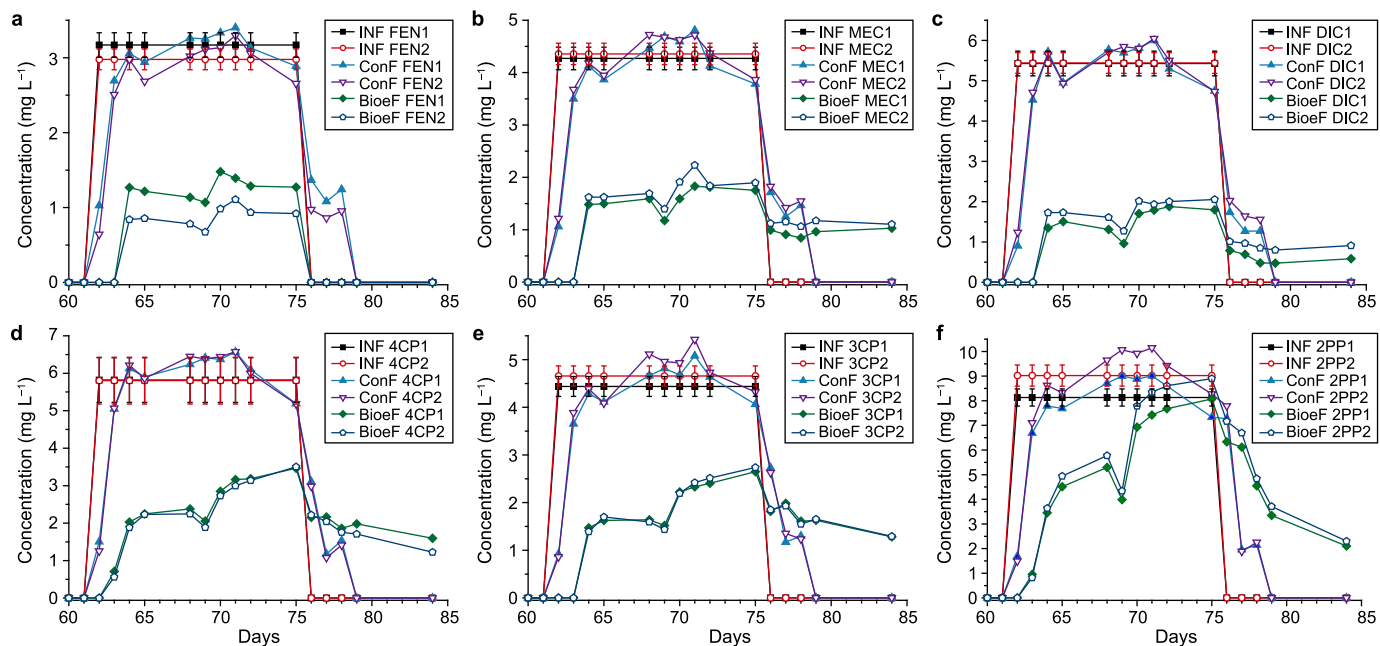 a
Concentration (mg L⁻¹)
3
2
1
0
60 65 70 75 80 85
INF FEN1
INF FEN2
ConF FEN1
ConF FEN2
BioeF FEN1
BioeF FEN2
b
Concentration (mg L⁻¹)
5
4
3
2
1
0
60 65 70 75 80 85
INF MEC1
INF MEC2
ConF MEC1
ConF MEC2
BioeF MEC1
BioeF MEC2
c
Concentration (mg L⁻¹)
6
5
4
3
2
1
0
60 65 70 75 80 85
INF DIC1
INF DIC2
ConF DIC1
ConF DIC2
BioeF DIC1
BioeF DIC2
d
Concentration (mg L⁻¹)
7
6
5
4
3
2
1
0
60 65 70 75 80 85
Days
INF 4CP1
INF 4CP2
ConF 4CP1
ConF 4CP2
BioeF 4CP1
BioeF 4CP2
e
Concentration (mg L⁻¹)
5
4
3
2
1
0
60 65 70 75 80 85
Days
INF 3CP1
INF 3CP2
ConF 3CP1
ConF 3CP2
BioeF 3CP1
BioeF 3CP2
f
Concentration (mg L⁻¹)
10
9
8
7
6
5
4
3
2
1
0
60 65 70 75 80 85
Days
INF 2PP1
INF 2PP2
ConF 2PP1
ConF 2PP2
BioeF 2PP1
BioeF 2PP2